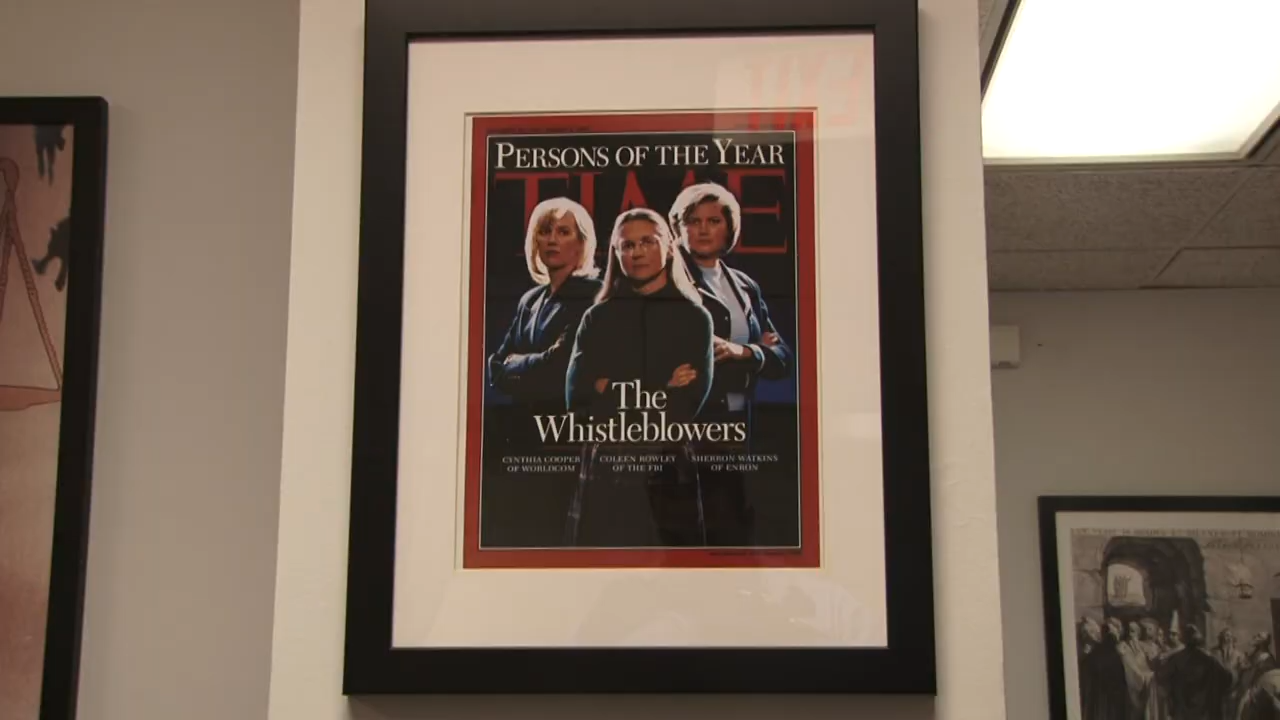 PERSONS OF THE YEAR
TIME
The
Whistleblowers
CYNTHIA COOPER
OF WORLDCOM
COLEEN ROWLEY
OF THE FBI
SHERRON WATKINS
OF ENRON